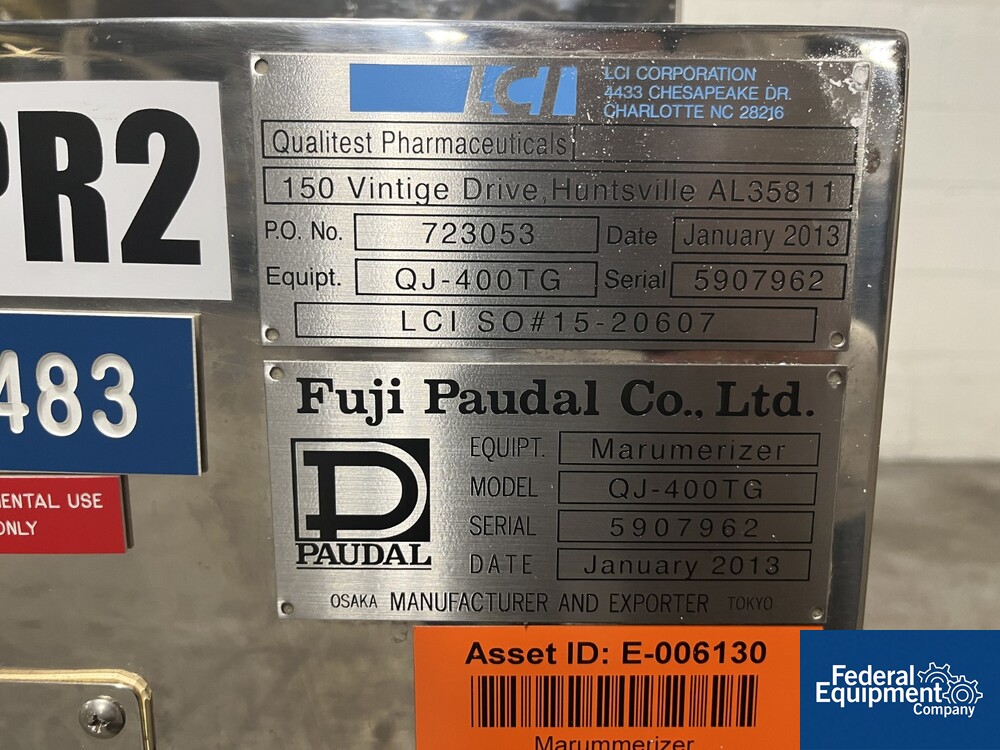 PR2
483
ENTAL USE
ONLY
LCI
LCI CORPORATION
4433 CHESAPEAKE DR.
CHARLOTTE NC 28216
Qualitest Pharmaceuticals
150 Vintige Drive, Huntsville AL35811
P.O. No. 723053 Date January 2013
Equipt. QJ-400TG Serial 5907962
LCI SO#15-20607
Fuji Paudal Co., Ltd.
PAUDAL
EQUIPT. Marumerizer
MODEL QJ-400TG
SERIAL 5907962
DATE January 2013
OSAKA MANUFACTURER AND EXPORTER TOKYO
Asset ID: E-006130
Marummerizer
Federal
Equipment
Company